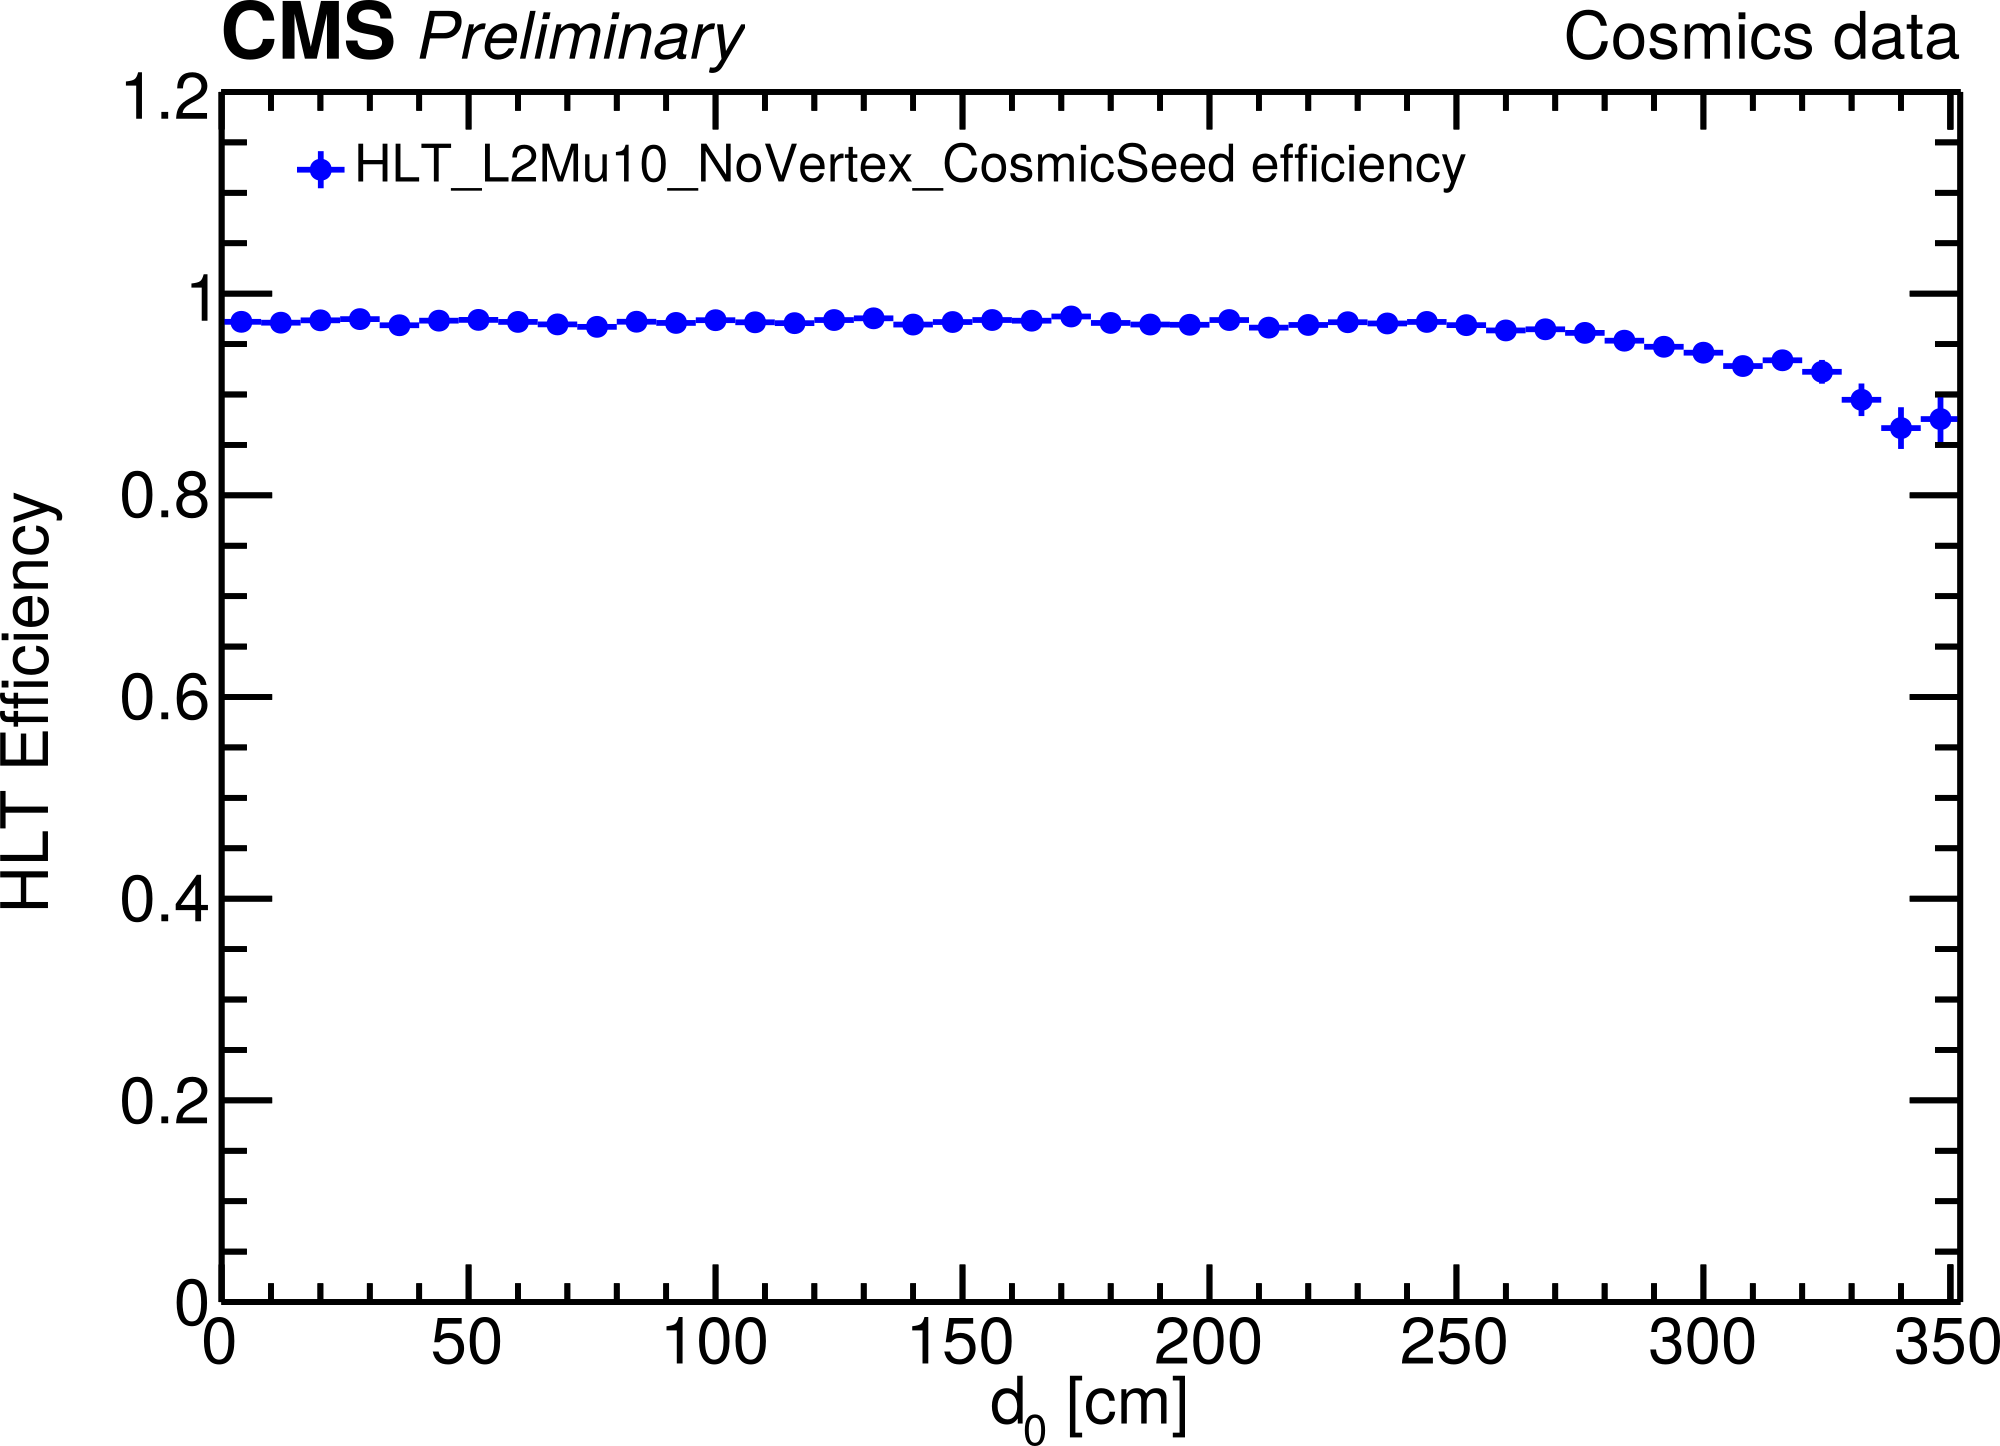 CMS Preliminary Cosmics data
HLT_L2Mu10_NoVertex_CosmicSeed efficiency
1.2
1
0.8
0.6
0.4
0.2
0
HLT Efficiency
0 50 100 150 200 250 300 350
d0 [cm]